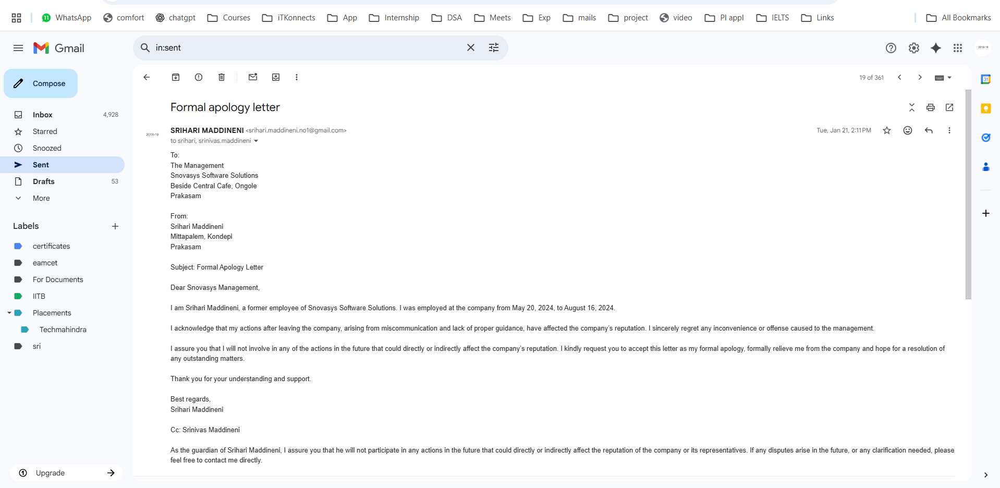 11 WhatsApp comfort chatgpt Courses iTKonnects App Internship DSA Meets Exp mails project video PI appl IELTS Links All Bookmarks
Gmail
in:sent
2018-19
Compose
19 of 361
31
Inbox 4,928
Starred
Snoozed
Sent
Drafts 53
More
Labels
certificates
eamcet
For Documents
IITB
Placements
Techmahindra
sri
Upgrade
Formal apology letter
2018-19
SRIHARI MADDINENI <srihari.maddineni.no1@gmail.com> Tue, Jan 21, 2:11 PM
to srihari, srinivas.maddineni
To:
The Management
Snovasys Software Solutions
Beside Central Cafe, Ongole
Prakasam
From:
Srihari Maddineni
Mittapalem, Kondepi
Prakasam
Subject: Formal Apology Letter
Dear Snovasys Management,
I am Srihari Maddineni, a former employee of Snovasys Software Solutions. I was employed at the company from May 20, 2024, to August 16, 2024.
I acknowledge that my actions after leaving the company, arising from miscommunication and lack of proper guidance, have affected the company's reputation. I sincerely regret any inconvenience or offense caused to the management.
I assure you that I will not involve in any of the actions in the future that could directly or indirectly affect the company's reputation. I kindly request you to accept this letter as my formal apology, formally relieve me from the company and hope for a resolution of
any outstanding matters.
Thank you for your understanding and support.
Best regards,
Srihari Maddineni
Cc: Srinivas Maddineni
As the guardian of Srihari Maddineni, I assure you that he will not participate in any actions in the future that could directly or indirectly affect the reputation of the company or its representatives. If any disputes arise in the future, or any clarification needed, please
feel free to contact me directly.